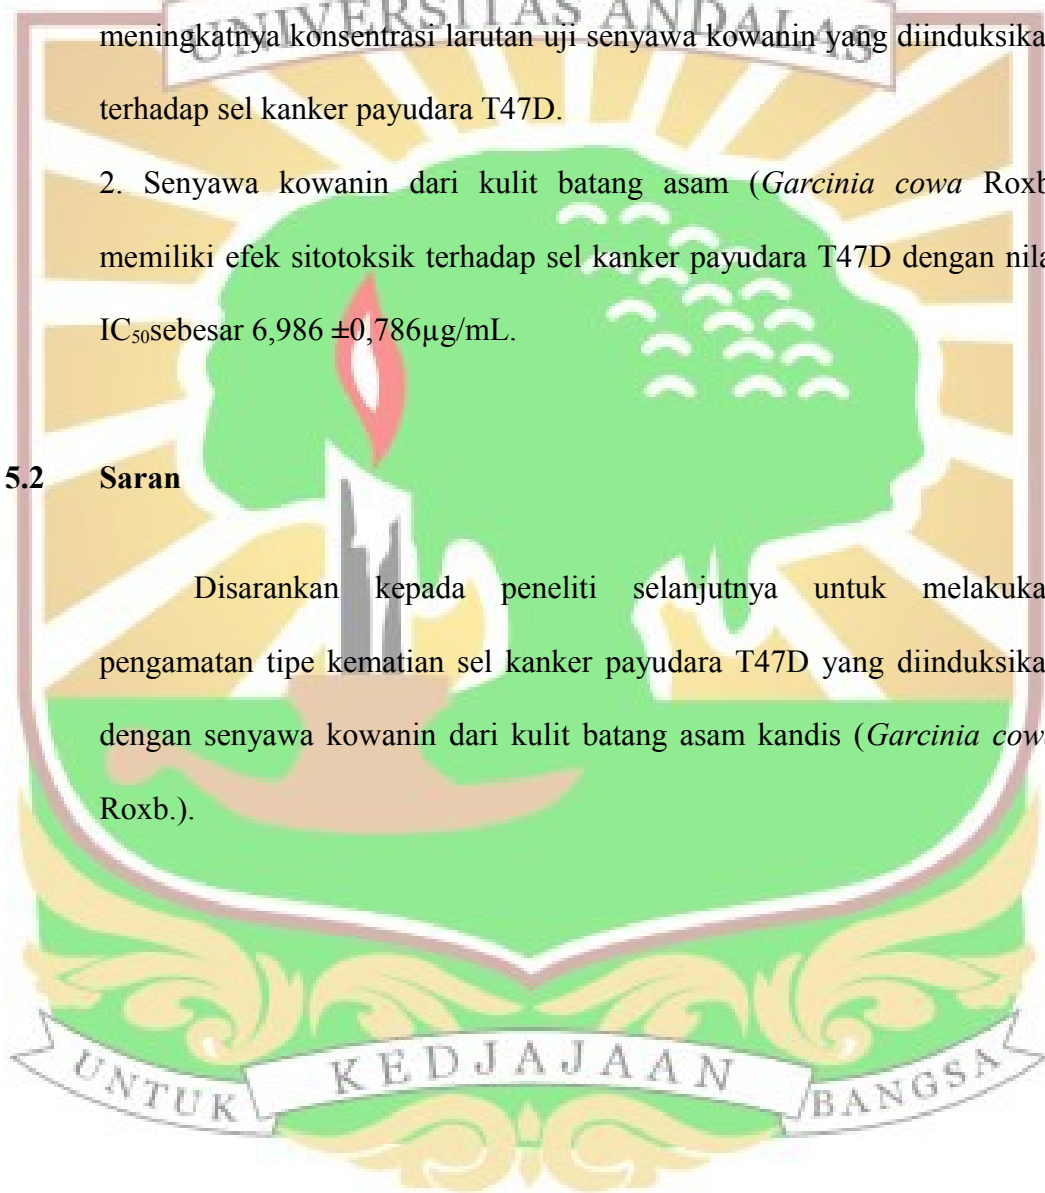 UNIVERSITAS ANDALAS
meningkatnya konsentrasi larutan uji senyawa kowanin yang diinduksika
terhadap sel kanker payudara T47D.
2. Senyawa kowanin dari kulit batang asam (Garcinia cowa Roxb
memiliki efek sitotoksik terhadap sel kanker payudara T47D dengan nila
IC₅₀sebesar 6,986 ±0,786µg/mL.
5.2 Saran
Disarankan kepada peneliti selanjutnya untuk melakuka
pengamatan tipe kematian sel kanker payudara T47D yang diinduksika
dengan senyawa kowanin dari kulit batang asam kandis (Garcinia cow
Roxb.).
UNTUK KEDJAJAAN BANGSA